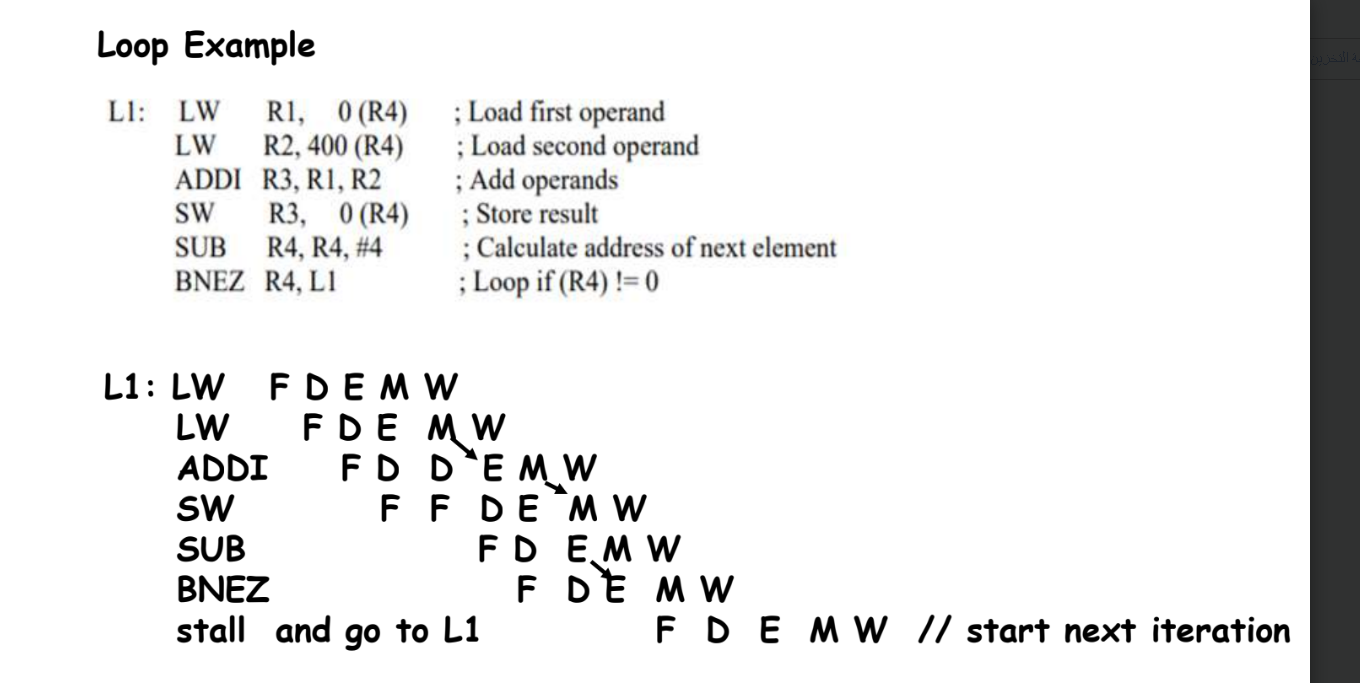 Loop Example
L1: LW R1, 0 (R4) ; Load first operand
LW R2, 400 (R4) ; Load second operand
ADDI R3, R1, R2 ; Add operands
SW R3, 0 (R4) ; Store result
SUB R4, R4, #4 ; Calculate address of next element
BNEZ R4, L1 ; Loop if (R4) != 0
L1: LW F D E M W
LW F D E M W
ADDI F D D E M W
SW F F D E M W
SUB F D E M W
BNEZ F D E M W
stall and go to L1 F D E M W // start next iteration